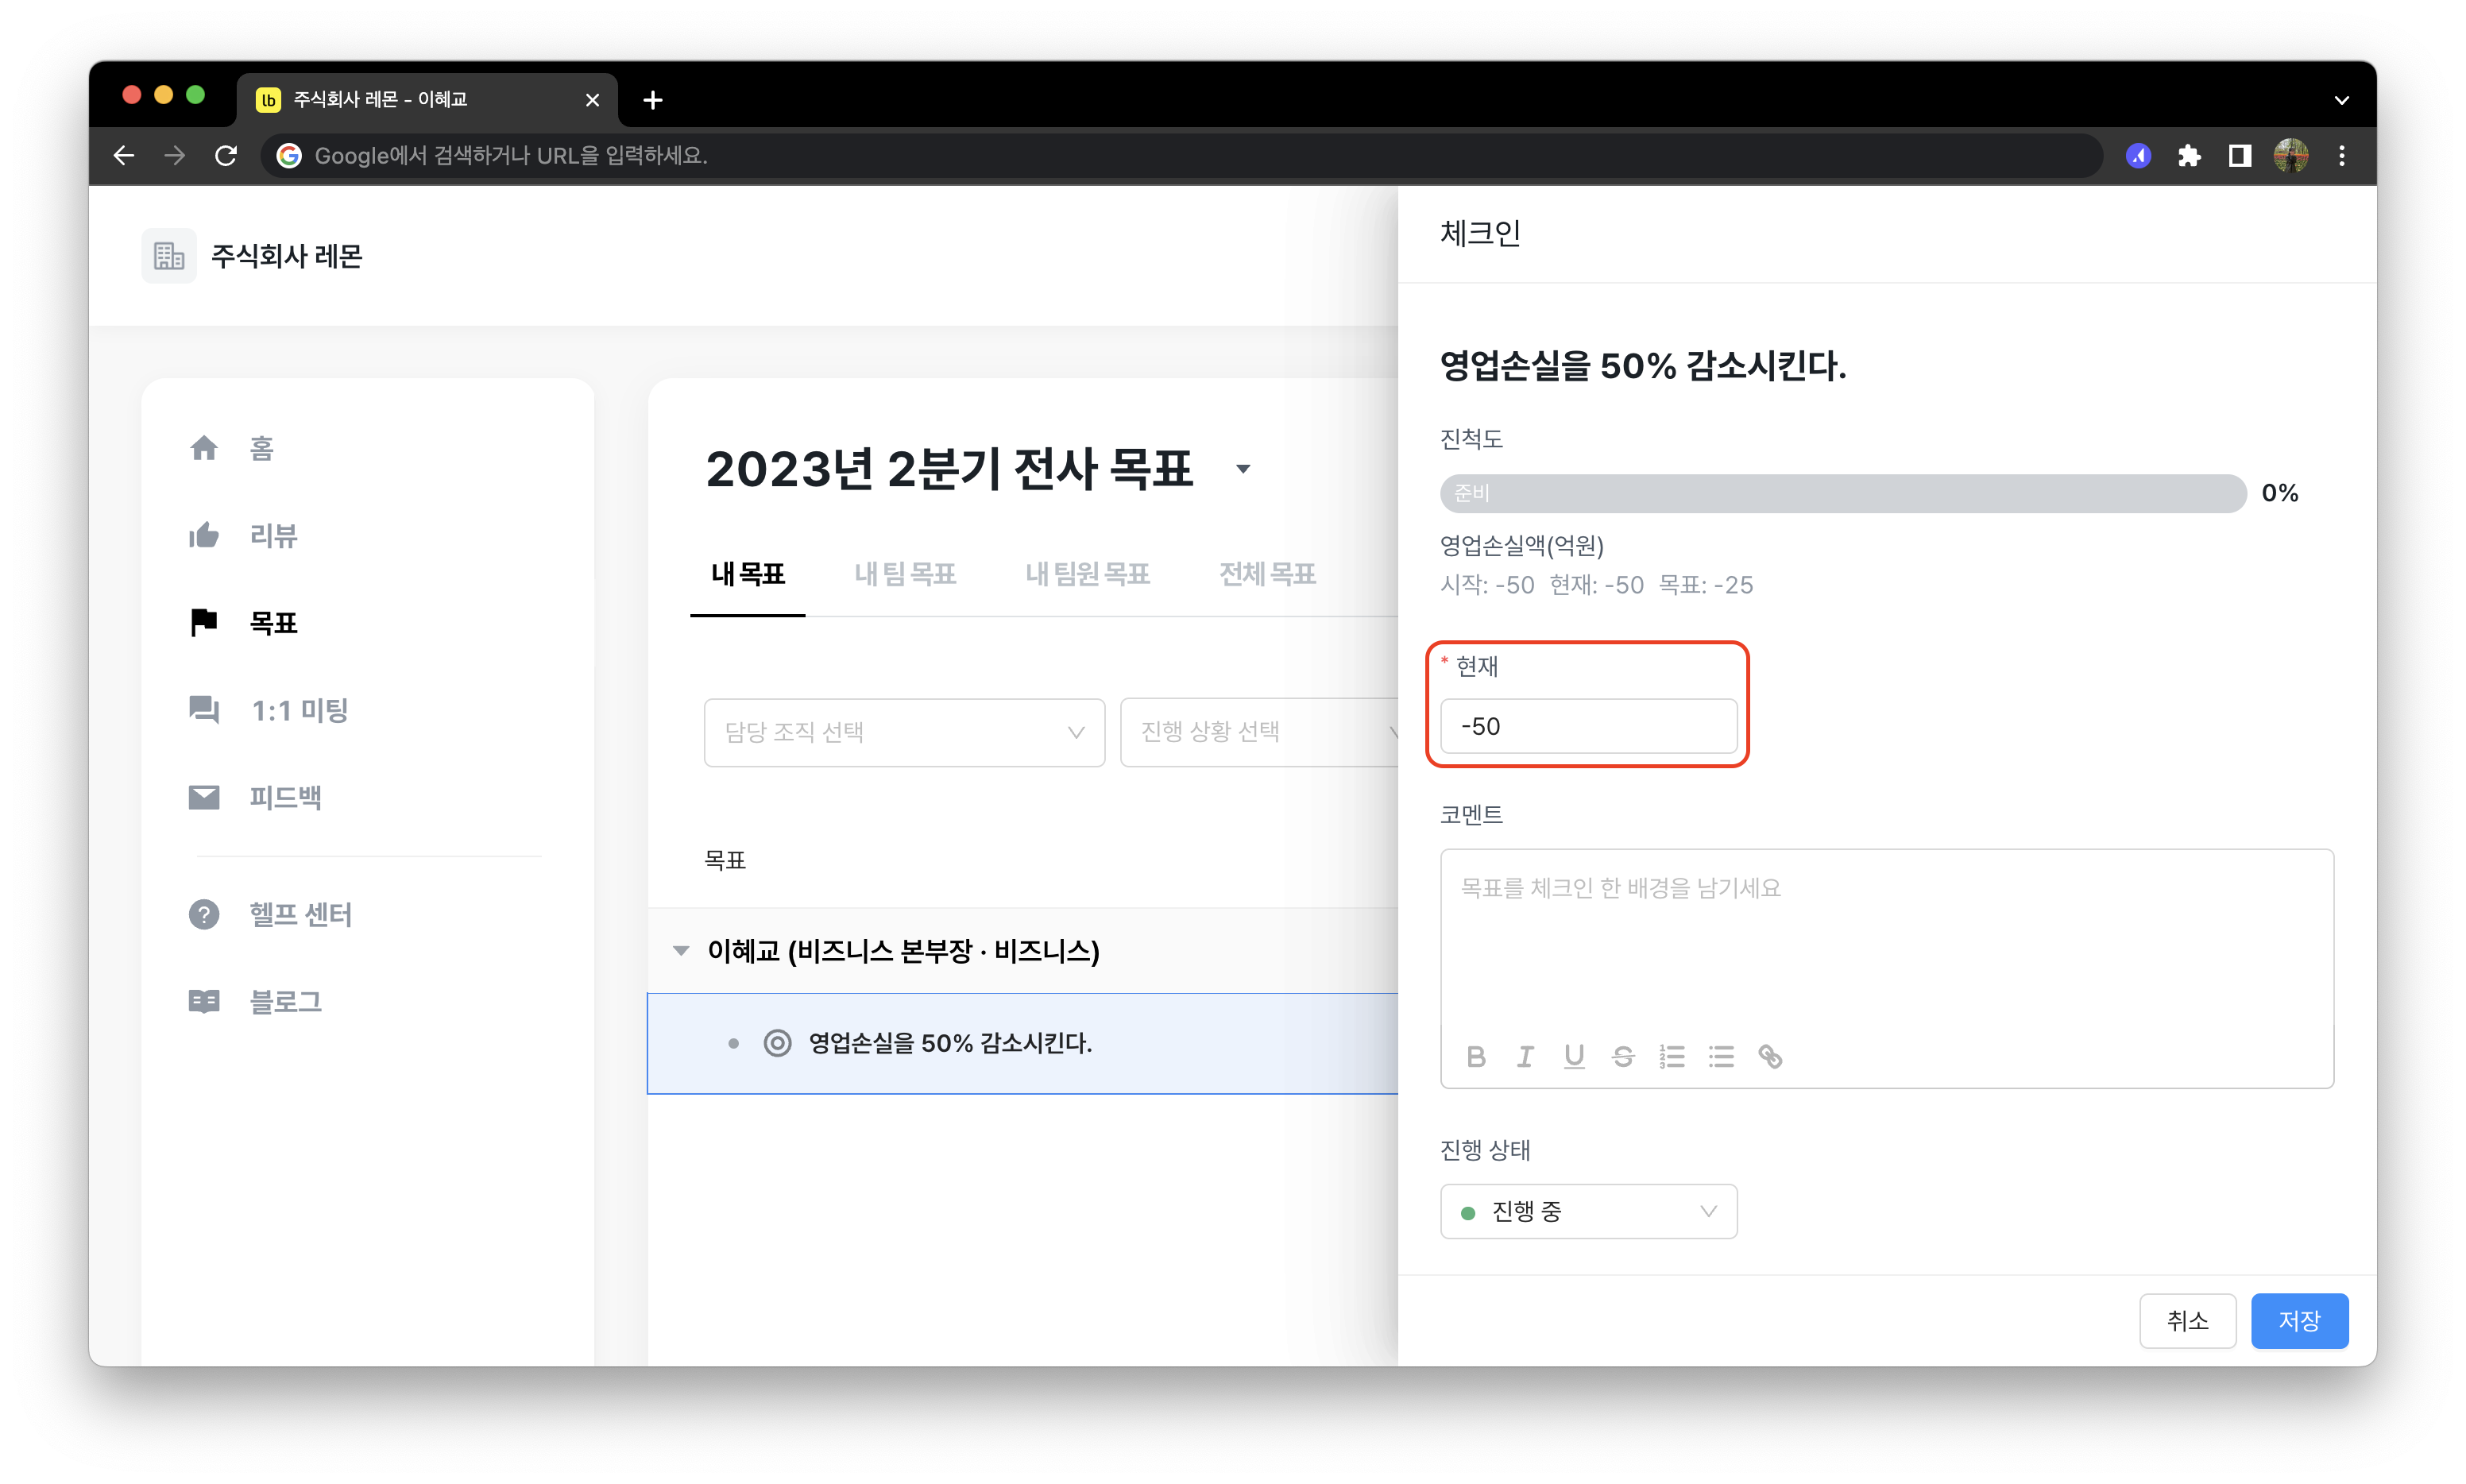 lb 주식회사 레몬 - 이혜교
Google에서 검색하거나 URL을 입력하세요.
주식회사 레몬
홈
리뷰
목표
1:1 미팅
피드백
헬프 센터
블로그
2023년 2분기 전사 목표
내 목표 내 팀 목표 내 팀원 목표 전체 목표
담당 조직 선택 진행 상황 선택
목표
이혜교 (비즈니스 본부장 · 비즈니스)
영업손실을 50% 감소시킨다.
체크인
영업손실을 50% 감소시킨다.
진척도
준비 0%
영업손실액(억원)
시작: -50 현재: -50 목표: -25
* 현재
-50
코멘트
목표를 체크인 한 배경을 남기세요
B I U S
진행 상태
진행 중
취소 저장